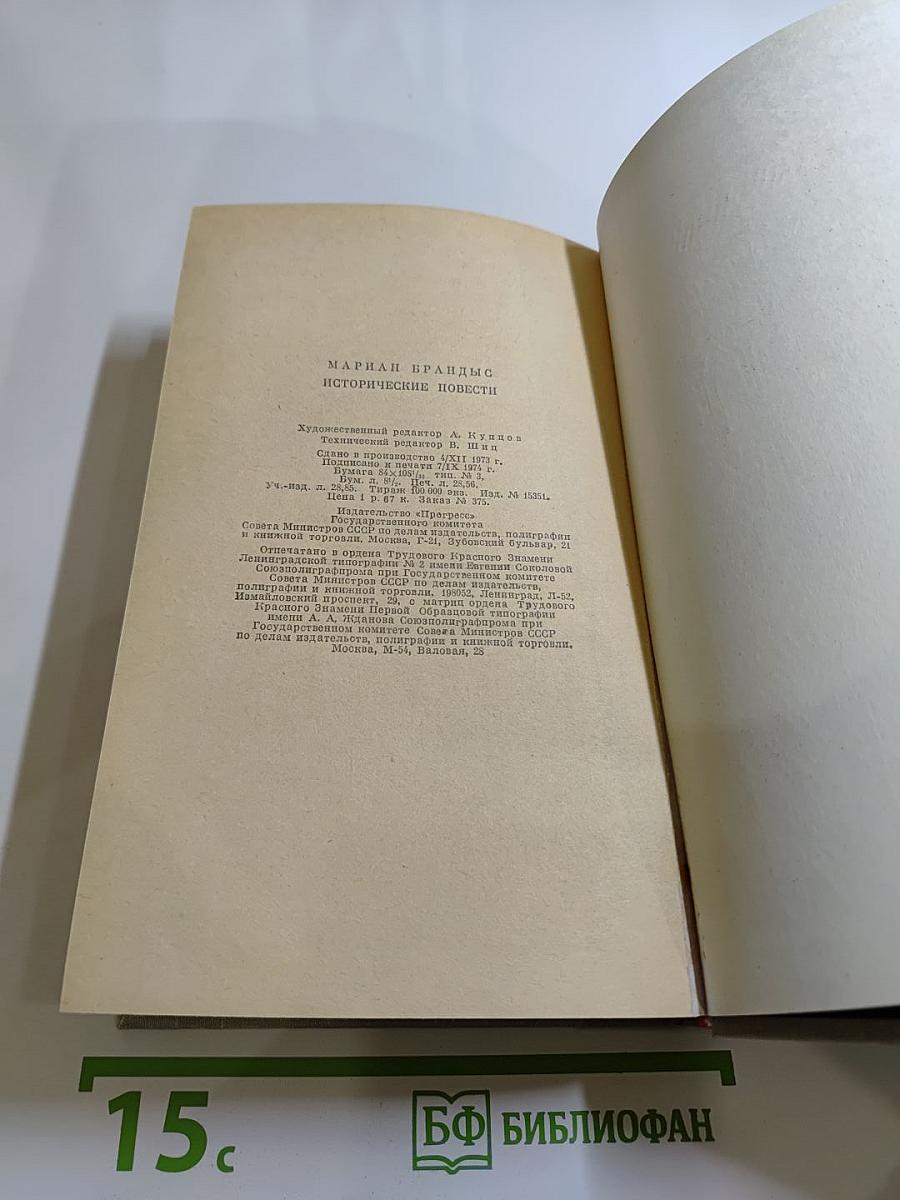 МАРИАН БРАНДЫС
ИСТОРИЧЕСКИЕ ПОВЕСТИ
Художественный редактор А. Купцов
Технический редактор В. Шиц
Сдано в производство 4/XII 1973 г.
Подписано к печати 7/IX 1974 г.
Бумага 84×108¹/₃₂ тип. № 3.
Бум. л. 8½. Печ. л. 28,56.
Уч.-изд. л. 28,85. Тираж 100 000 экз. Изд. № 15351.
Цена 1 р. 67 к. Заказ № 375.
Издательство «Прогресс»
Государственного комитета
Совета Министров СССР по делам издательств, полиграфии
и книжной торговли. Москва, Г-21, Зубовский бульвар, 21
Отпечатано в ордена Трудового Красного Знамени
Ленинградской типографии № 2 имени Евгении Соколовой
Союзполиграфпрома при Государственном комитете
Совета Министров СССР по делам издательств,
полиграфии и книжной торговли. 198052, Ленинград, Л-52,
Измайловский проспект, 29, с матриц ордена Трудового
Красного Знамени Первой Образцовой типографии
имени А. А. Жданова Союзполиграфпрома при
Государственном комитете Совета Министров СССР
по делам издательств, полиграфии и книжной торговли.
Москва, М-54, Валовая, 28
15 с
БФ БИБЛИОФАН